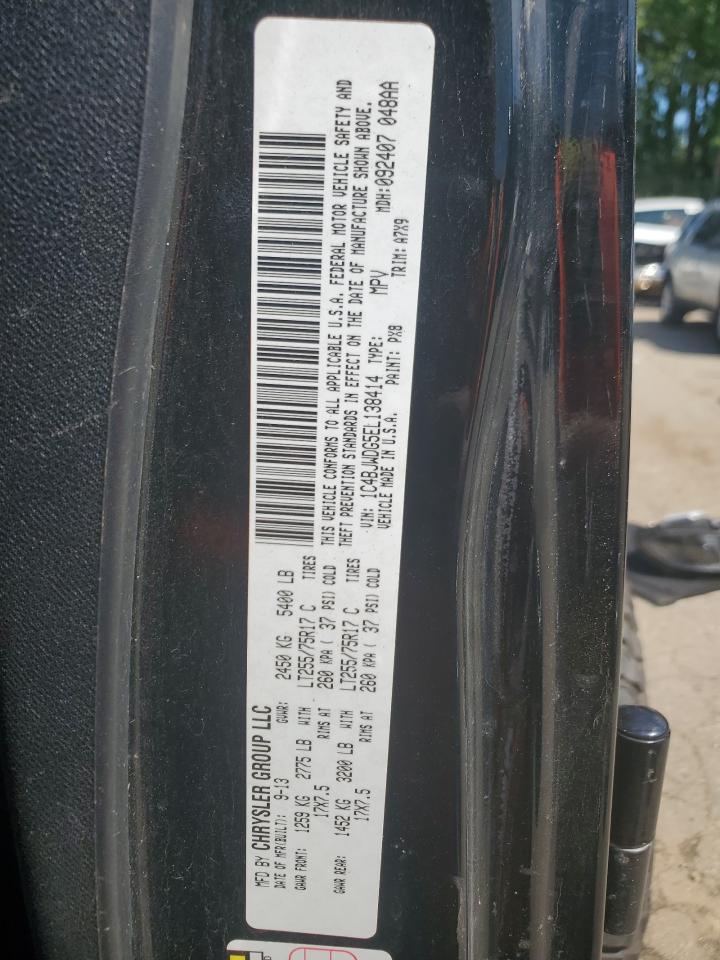 MFD BY CHRYSLER GROUP LLC
DATE OF MFR(BUILT): 9-13 GVWR: 2450 KG 5400 LB
GAWR FRONT: 1259 KG 2775 LB WITH LT255/75R17 C TIRES
17X7.5 RIMS AT 260 KPA ( 37 PSI) COLD
GAWR REAR: 1452 KG 3200 LB WITH LT255/75R17 C TIRES
17X7.5 RIMS AT 260 KPA ( 37 PSI) COLD
THIS VEHICLE CONFORMS TO ALL APPLICABLE U.S.A. FEDERAL MOTOR VEHICLE SAFETY AND
THEFT PREVENTION STANDARDS IN EFFECT ON THE DATE OF MANUFACTURE SHOWN ABOVE.
VIN: 1C4BJWDG5EL138414 TYPE: MPV MDH:092407 048AA
VEHICLE MADE IN U.S.A. PAINT: PX8 TRIM: A7X9